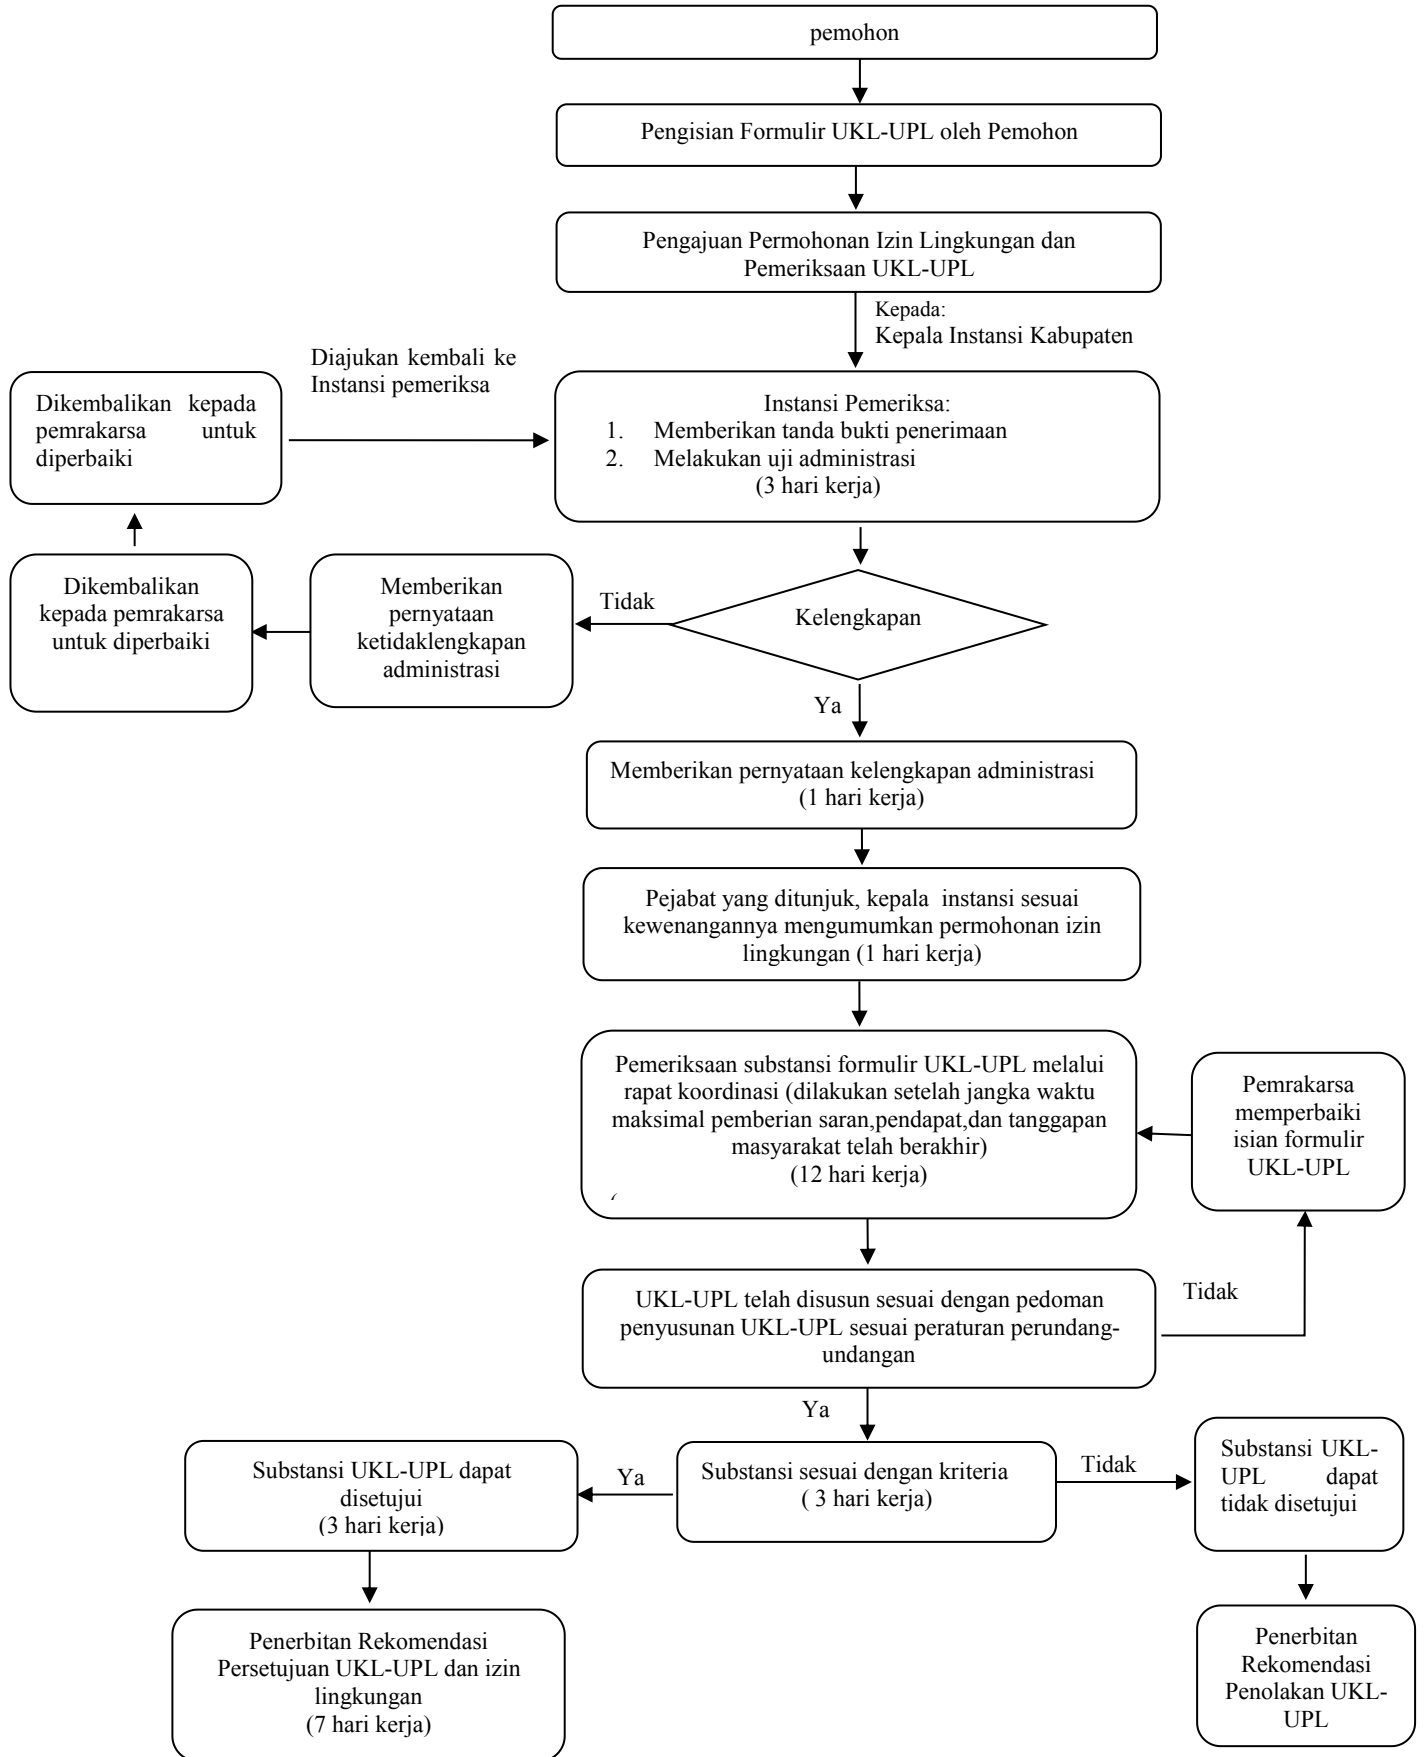 pemohon
Pengisian Formulir UKL-UPL oleh Pemohon
Pengajuan Permohonan Izin Lingkungan dan
Pemeriksaan UKL-UPL
Kepada:
Kepala Instansi Kabupaten
Diajukan kembali ke
Instansi pemeriksa
Dikembalikan kepada
pemrakarsa untuk
diperbaiki
Instansi Pemeriksa:
1. Memberikan tanda bukti penerimaan
2. Melakukan uji administrasi
(3 hari kerja)
Dikembalikan
kepada pemrakarsa
untuk diperbaiki
Memberikan
pernyataan
ketidaklengkapan
administrasi
Tidak
Kelengkapan
Ya
Memberikan pernyataan kelengkapan administrasi
(1 hari kerja)
Pejabat yang ditunjuk, kepala instansi sesuai
kewenangannya mengumumkan permohonan izin
lingkungan (1 hari kerja)
Pemeriksaan substansi formulir UKL-UPL melalui
rapat koordinasi (dilakukan setelah jangka waktu
maksimal pemberian saran,pendapat,dan tanggapan
masyarakat telah berakhir)
(12 hari kerja)
Pemrakarsa
memperbaiki
isian formulir
UKL-UPL
UKL-UPL telah disusun sesuai dengan pedoman
penyusunan UKL-UPL sesuai peraturan perundang-
undangan
Tidak
Ya
Substansi UKL-UPL dapat
disetujui
(3 hari kerja)
Ya
Substansi sesuai dengan kriteria
( 3 hari kerja)
Tidak
Substansi UKL-
UPL dapat
tidak disetujui
Penerbitan Rekomendasi
Persetujuan UKL-UPL dan izin
lingkungan
(7 hari kerja)
Penerbitan
Rekomendasi
Penolakan UKL-
UPL